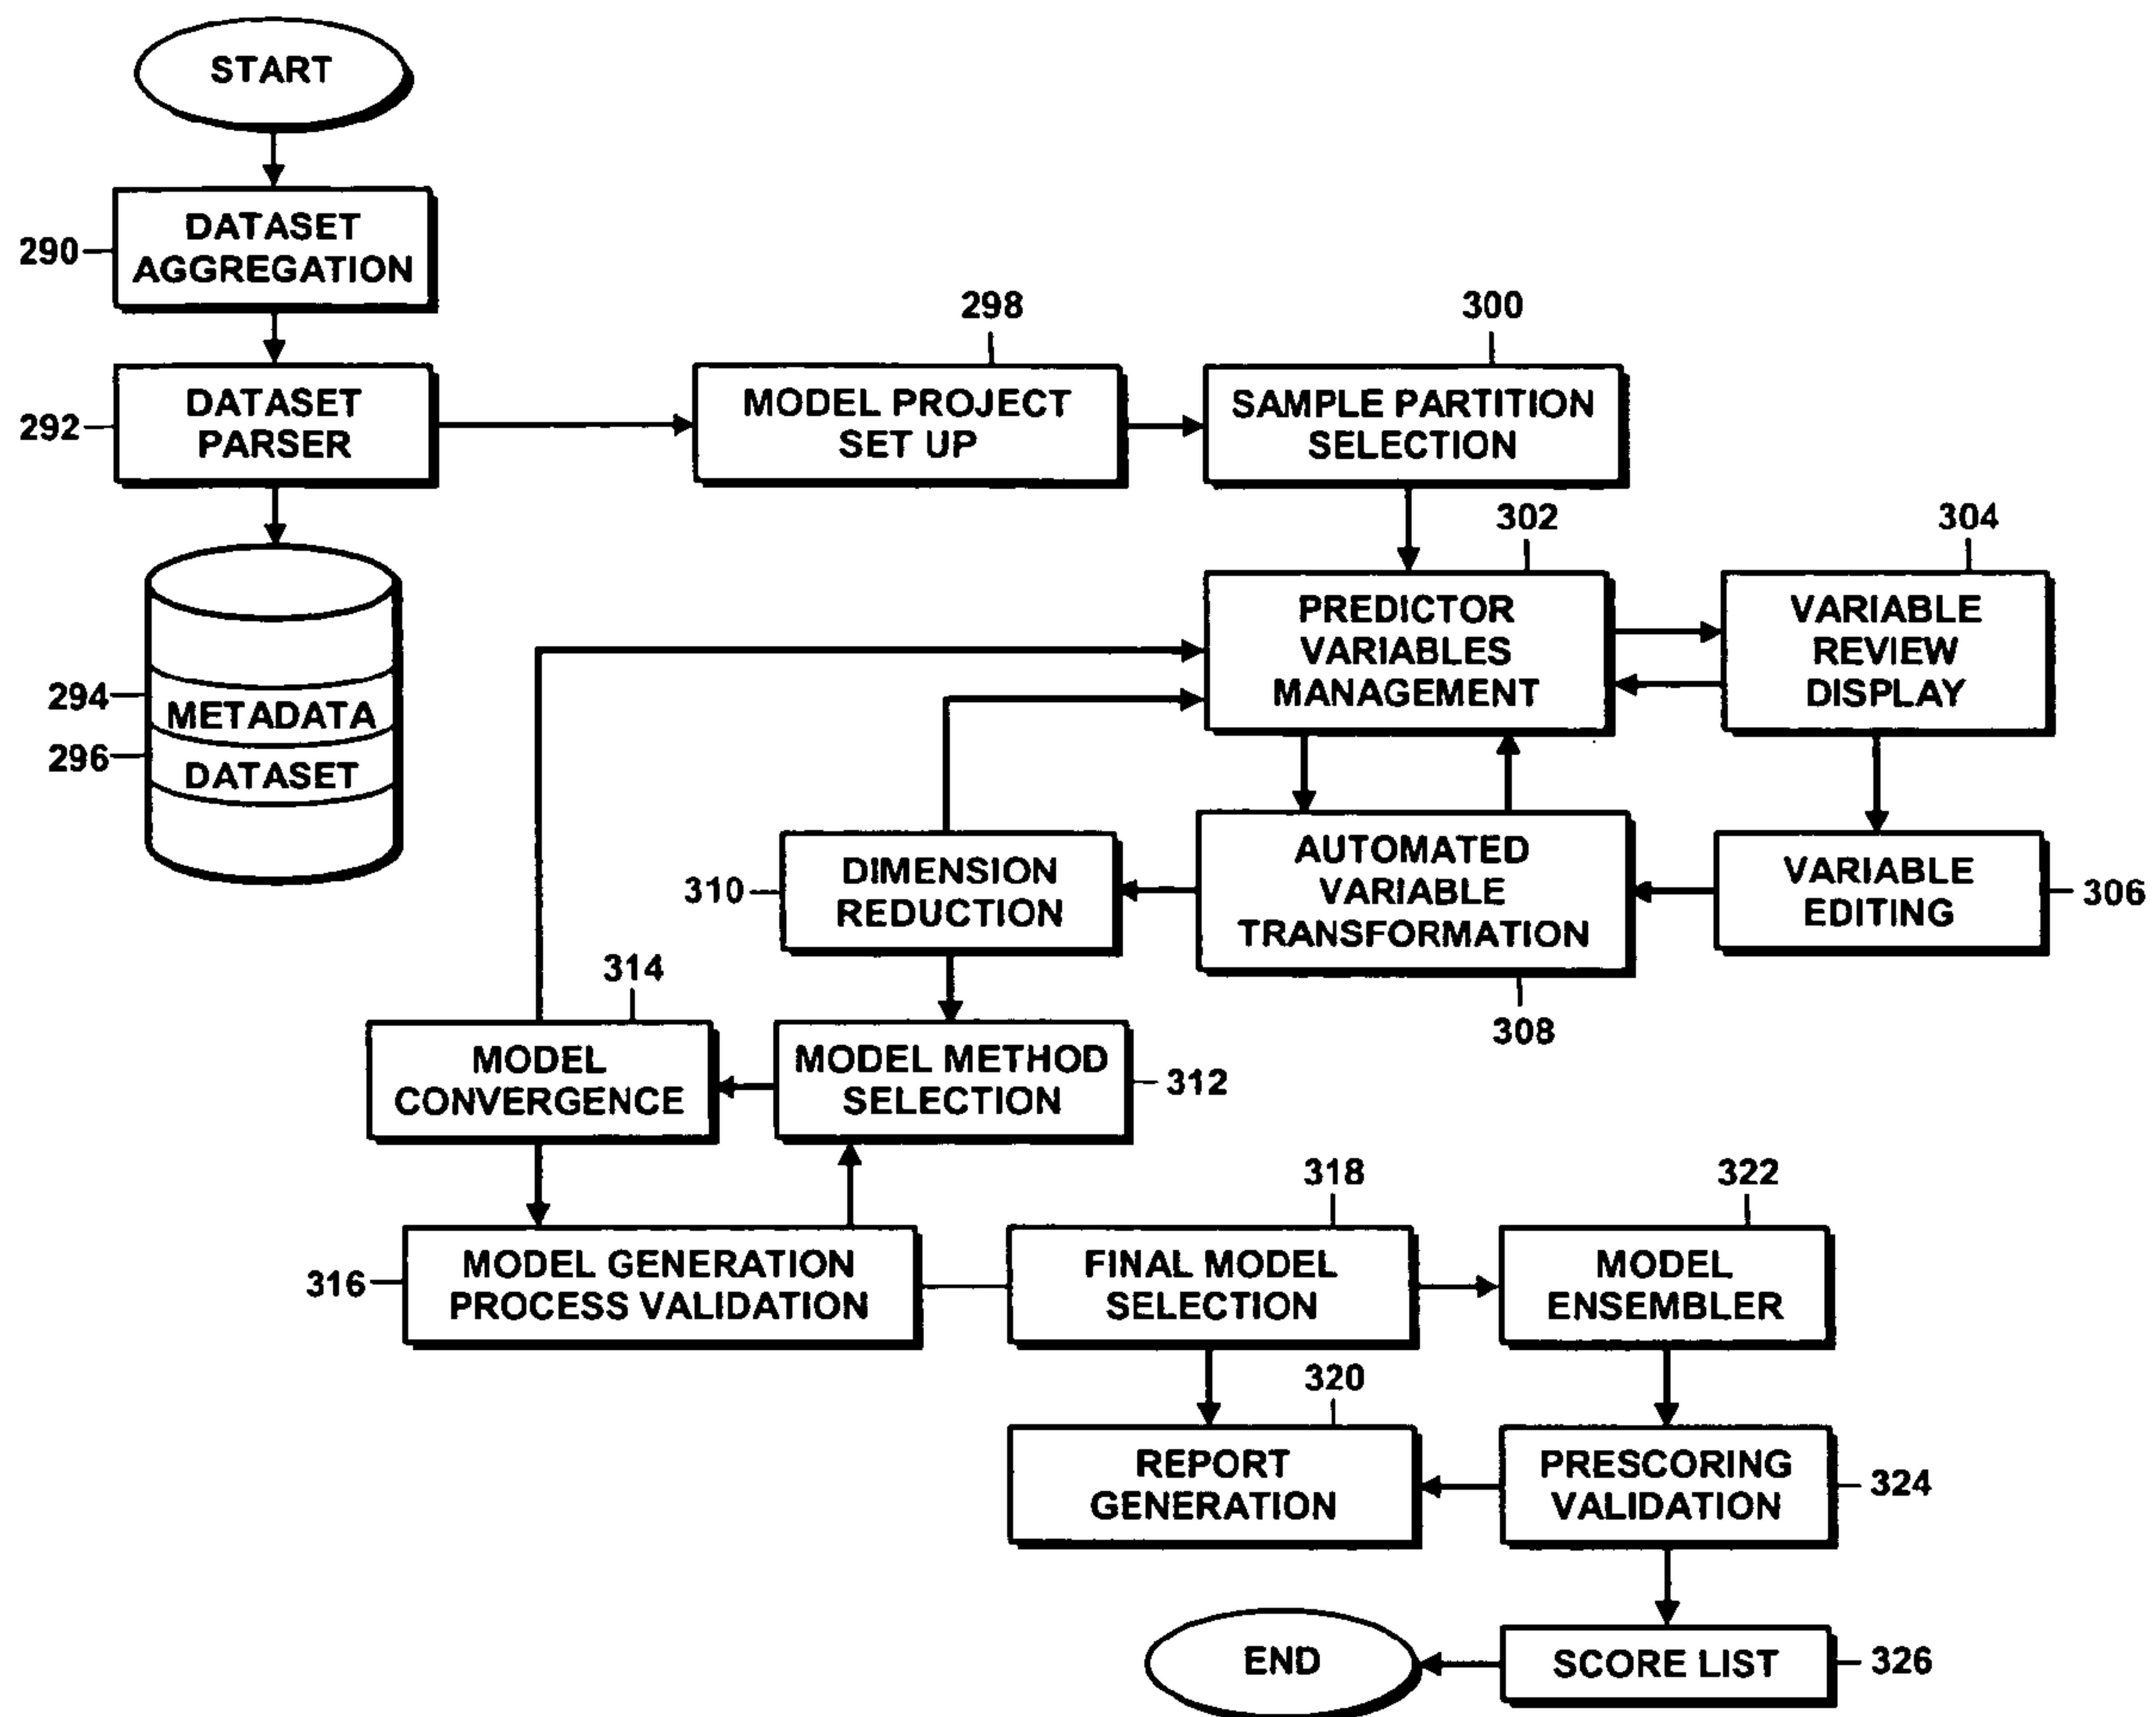 START
290
DATASET
AGGREGATION
298
300
292
DATASET
PARSER
MODEL PROJECT
SET UP
SAMPLE PARTITION
SELECTION
302
304
294
METADATA
296
DATASET
PREDICTOR
VARIABLES
MANAGEMENT
VARIABLE
REVIEW
DISPLAY
310
DIMENSION
REDUCTION
AUTOMATED
VARIABLE
TRANSFORMATION
308
VARIABLE
EDITING
306
314
MODEL
CONVERGENCE
MODEL METHOD
SELECTION
312
318
322
316
MODEL GENERATION
PROCESS VALIDATION
FINAL MODEL
SELECTION
MODEL
ENSEMBLER
320
REPORT
GENERATION
PRESCORING
VALIDATION
324
END
SCORE LIST
326